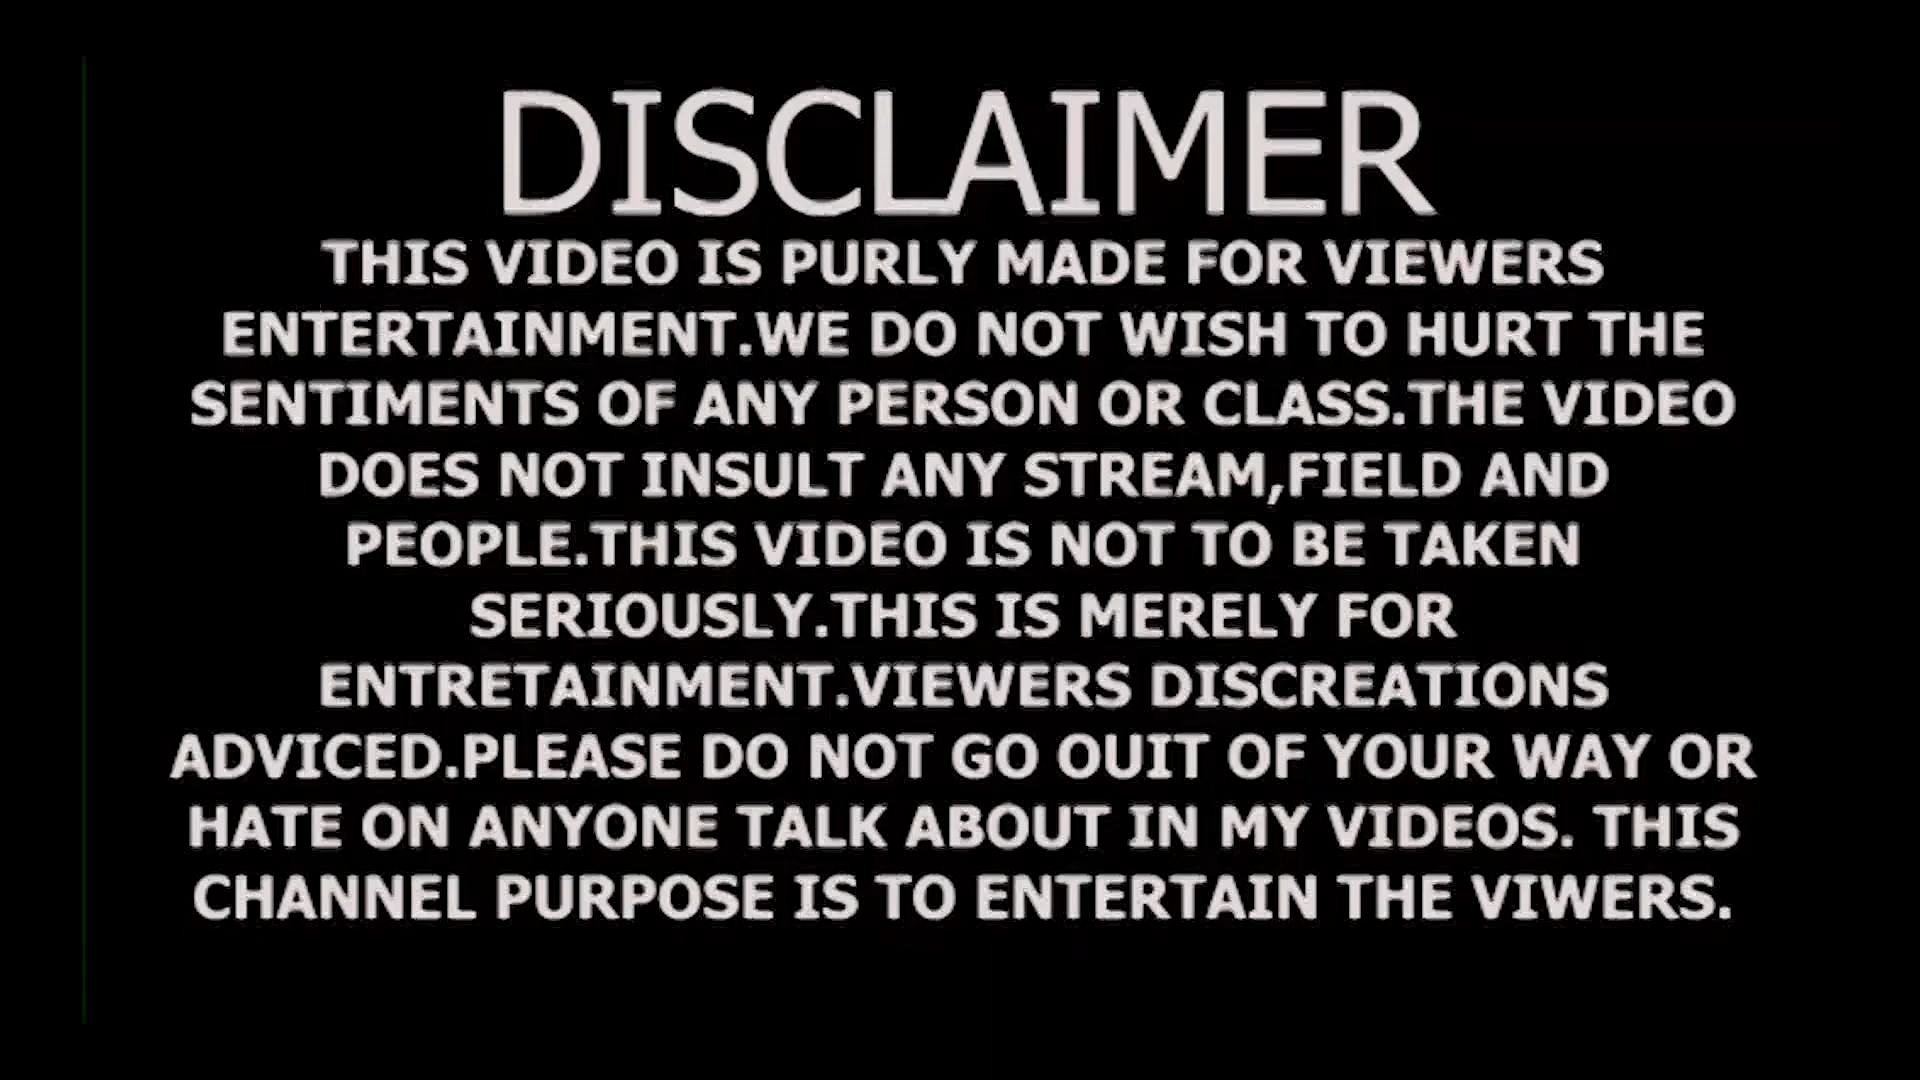 DISCLAIMER
THIS VIDEO IS PURLY MADE FOR VIEWERS
ENTERTAINMENT.WE DO NOT WISH TO HURT THE
SENTIMENTS OF ANY PERSON OR CLASS.THE VIDEO
DOES NOT INSULT ANY STREAM,FIELD AND
PEOPLE.THIS VIDEO IS NOT TO BE TAKEN
SERIOUSLY.THIS IS MERELY FOR
ENTRETAINMENT.VIEWERS DISCREATIONS
ADVICED.PLEASE DO NOT GO OUIT OF YOUR WAY OR
HATE ON ANYONE TALK ABOUT IN MY VIDEOS. THIS
CHANNEL PURPOSE IS TO ENTERTAIN THE VIWERS.